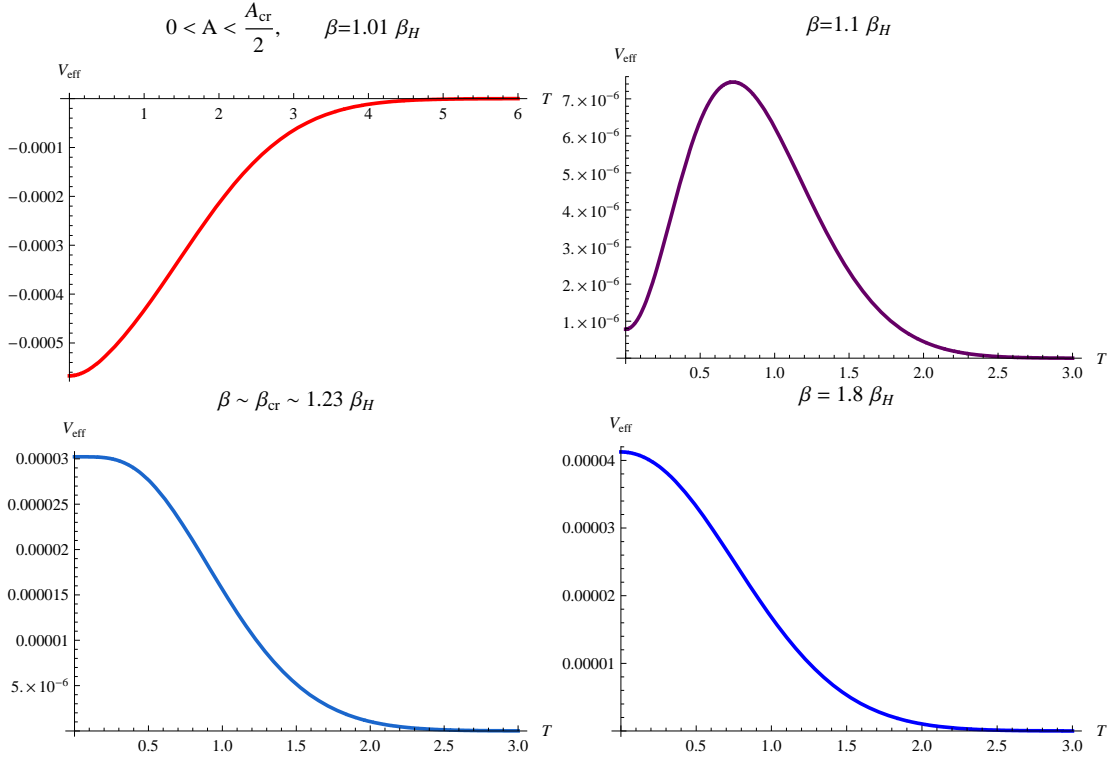 0 < A < A_cr/2, β=1.01 β_H
V_eff
T
1 2 3 4 5 6
−0.0001
−0.0002
−0.0003
−0.0004
−0.0005
β=1.1 β_H
V_eff
7.×10⁻⁶
6.×10⁻⁶
5.×10⁻⁶
4.×10⁻⁶
3.×10⁻⁶
2.×10⁻⁶
1.×10⁻⁶
0.5 1.0 1.5 2.0 2.5 3.0
T
β ~ β_cr ~ 1.23 β_H
V_eff
0.00003
0.000025
0.00002
0.000015
0.00001
5.×10⁻⁶
0.5 1.0 1.5 2.0 2.5 3.0
T
β = 1.8 β_H
V_eff
0.00004
0.00003
0.00002
0.00001
0.5 1.0 1.5 2.0 2.5 3.0
T